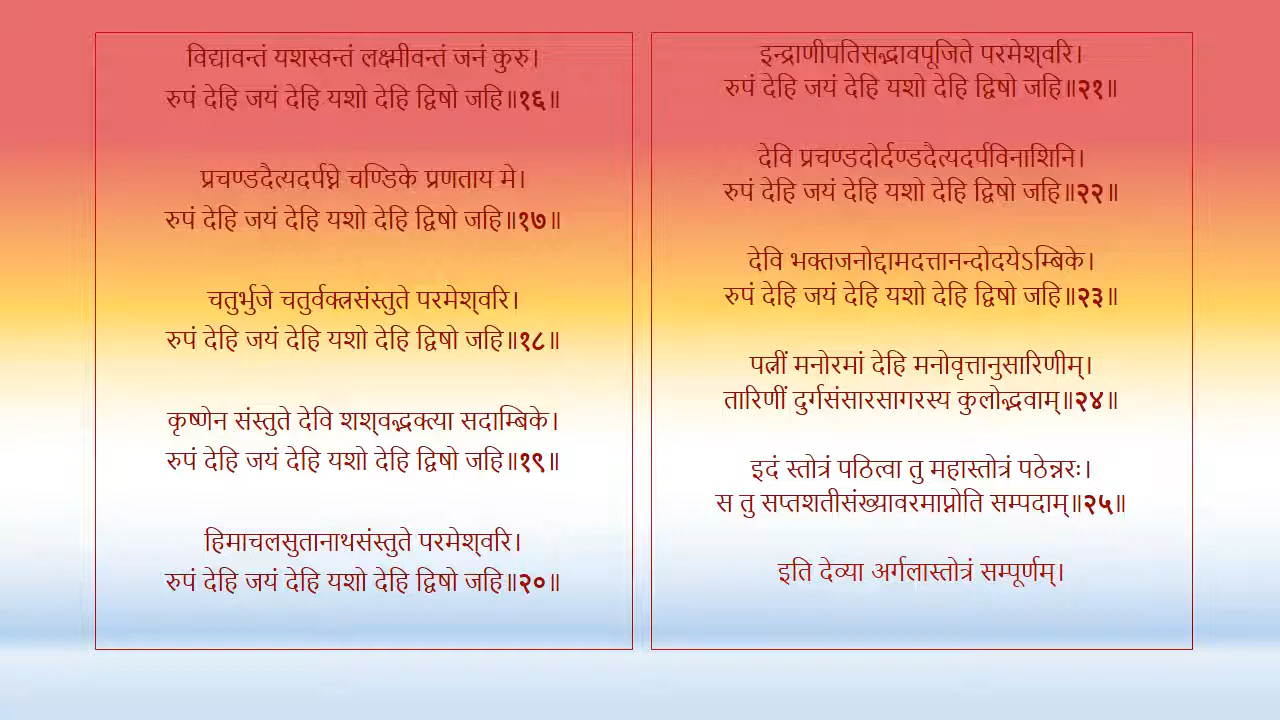 विद्यावन्तं यशस्वन्तं लक्ष्मीवन्तं जनं कुरु।
रुपं देहि जयं देहि यशो देहि द्विषो जहि॥१६॥
प्रचण्डदैत्यदर्पघ्ने चण्डिके प्रणताय मे।
रुपं देहि जयं देहि यशो देहि द्विषो जहि॥१७॥
चतुर्भुजे चतुर्वक्त्रसंस्तुते परमेश्वरि।
रुपं देहि जयं देहि यशो देहि द्विषो जहि॥१८॥
कृष्णेन संस्तुते देवि शश्वद्भक्त्या सदाम्बिके।
रुपं देहि जयं देहि यशो देहि द्विषो जहि॥१९॥
हिमाचलसुतानाथसंस्तुते परमेश्वरि।
रुपं देहि जयं देहि यशो देहि द्विषो जहि॥२०॥
इन्द्राणीपतिसद्भावपूजिते परमेश्वरि।
रुपं देहि जयं देहि यशो देहि द्विषो जहि॥२१॥
देवि प्रचण्डदोर्दण्डदैत्यदर्पविनाशिनि।
रुपं देहि जयं देहि यशो देहि द्विषो जहि॥२२॥
देवि भक्तजनोद्दामदत्तानन्दोदयेऽम्बिके।
रुपं देहि जयं देहि यशो देहि द्विषो जहि॥२३॥
पत्नीं मनोरमां देहि मनोवृत्तानुसारिणीम्।
तारिणीं दुर्गसंसारसागरस्य कुलोद्भवाम्॥२४॥
इदं स्तोत्रं पठित्वा तु महास्तोत्रं पठेन्नरः।
स तु सप्तशतीसंख्यावरमाप्नोति सम्पदाम्॥२५॥
इति देव्या अर्गलास्तोत्रं सम्पूर्णम्।